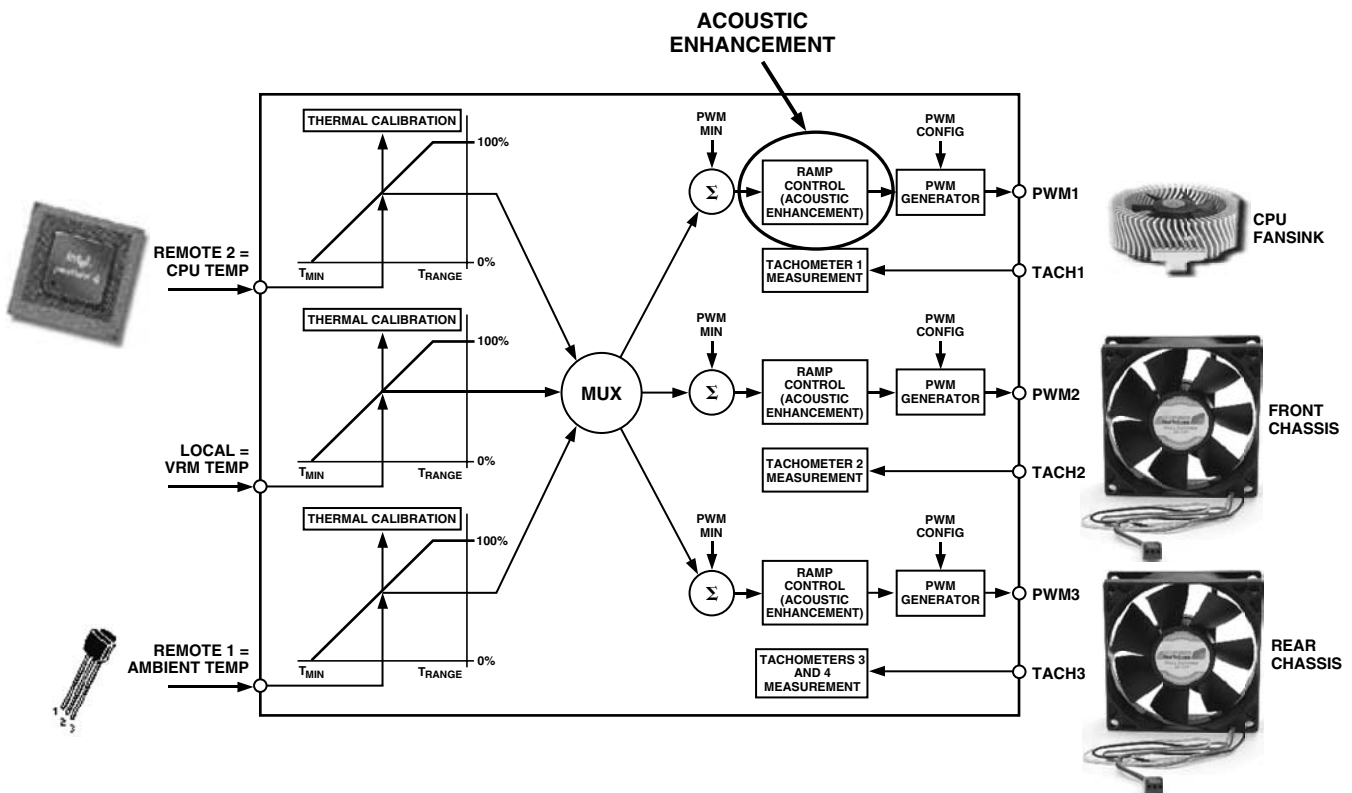 ACOUSTIC
ENHANCEMENT
THERMAL CALIBRATION
100%
0%
TMIN
TRANGE
REMOTE 2 =
CPU TEMP
THERMAL CALIBRATION
100%
0%
TMIN
TRANGE
LOCAL =
VRM TEMP
THERMAL CALIBRATION
100%
0%
TMIN
TRANGE
REMOTE 1 =
AMBIENT TEMP
1
2
3
MUX
PWM
MIN
Σ
RAMP
CONTROL
(ACOUSTIC
ENHANCEMENT)
PWM
CONFIG
PWM
GENERATOR
PWM1
TACHOMETER 1
MEASUREMENT
TACH1
CPU
FANSINK
PWM
MIN
Σ
RAMP
CONTROL
(ACOUSTIC
ENHANCEMENT)
PWM
CONFIG
PWM
GENERATOR
PWM2
TACHOMETER 2
MEASUREMENT
TACH2
FRONT
CHASSIS
PWM
MIN
Σ
RAMP
CONTROL
(ACOUSTIC
ENHANCEMENT)
PWM
CONFIG
PWM
GENERATOR
PWM3
TACHOMETERS 3
AND 4
MEASUREMENT
TACH3
REAR
CHASSIS